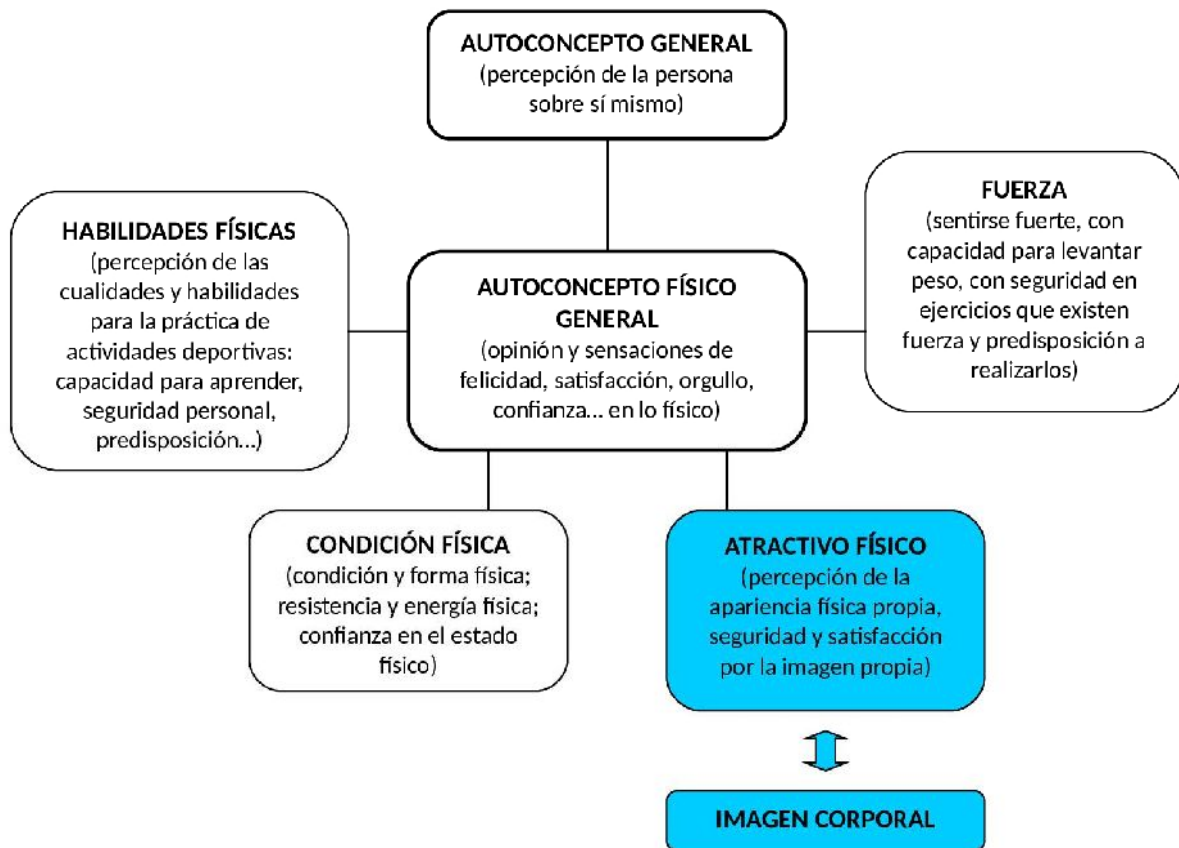 AUTOCONCEPTO GENERAL
(percepción de la persona
sobre sí mismo)
HABILIDADES FÍSICAS
(percepción de las
cualidades y habilidades
para la práctica de
actividades deportivas:
capacidad para aprender,
seguridad personal,
predisposición...)
AUTOCONCEPTO FÍSICO
GENERAL
(opinión y sensaciones de
felicidad, satisfacción, orgullo,
confianza... en lo físico)
FUERZA
(sentirse fuerte, con
capacidad para levantar
peso, con seguridad en
ejercicios que existen
fuerza y predisposición a
realizarlos)
CONDICIÓN FÍSICA
(condición y forma física;
resistencia y energía física;
confianza en el estado
físico)
ATRACTIVO FÍSICO
(percepción de la
apariencia física propia,
seguridad y satisfacción
por la imagen propia)
IMAGEN CORPORAL